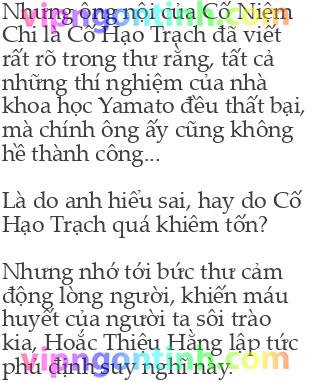 Nhưng ông nội của Cố Niệm
Chi là Cố Hạo Trạch đã viết
rất rõ trong thư rằng, tất cả
những thí nghiệm của nhà
khoa học Yamato đều thất bại,
mà chính ông ấy cũng không
hề thành công...
Là do anh hiểu sai, hay do Cố
Hạo Trạch quá khiêm tốn?
Nhưng nhớ tới bức thư cảm
động lòng người, khiến máu
huyết của người ta sôi trào
kia, Hoắc Thiệu Hằng lập tức
phủ định suy nghĩ này.
vipngontinh.com
vipngontinh.com